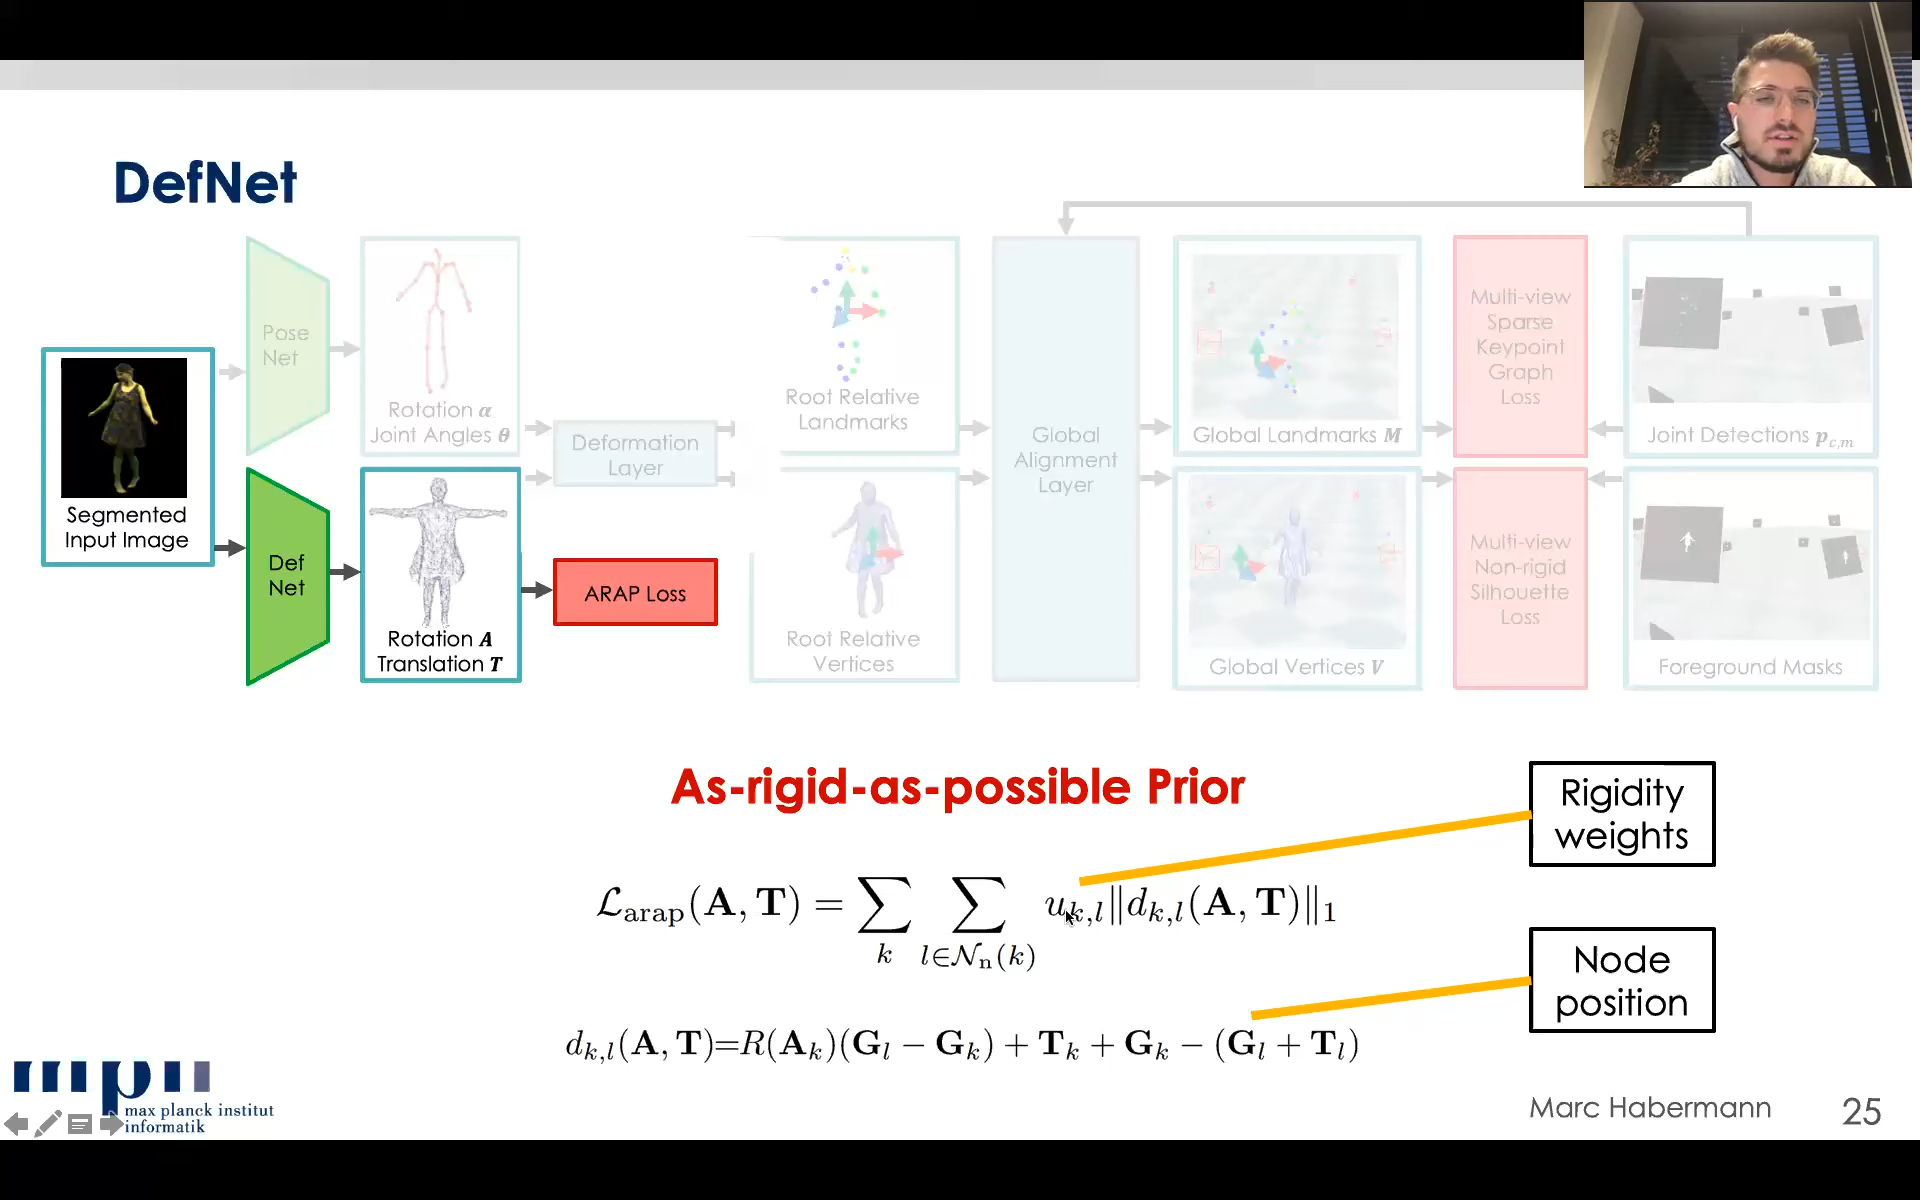 DefNet
Segmented
Input Image
Pose
Net
Def
Net
Rotation α
Joint Angles θ
Rotation A
Translation T
Deformation
Layer
ARAP Loss
Root Relative
Landmarks
Root Relative
Vertices
Global
Alignment
Layer
Global Landmarks M
Global Vertices V
Multi-view
Sparse
Keypoint
Graph
Loss
Multi-view
Non-rigid
Silhouette
Loss
Joint Detections p_{c,m}
Foreground Masks
As-rigid-as-possible Prior
Rigidity
weights
ℒ_arap(A, T) = ∑_k ∑_{l∈𝒩_n(k)} u_{k,l}‖d_{k,l}(A, T)‖_1
Node
position
d_{k,l}(A, T)=R(A_k)(G_l − G_k) + T_k + G_k − (G_l + T_l)
mpii
max planck institut
informatik
Marc Habermann
25